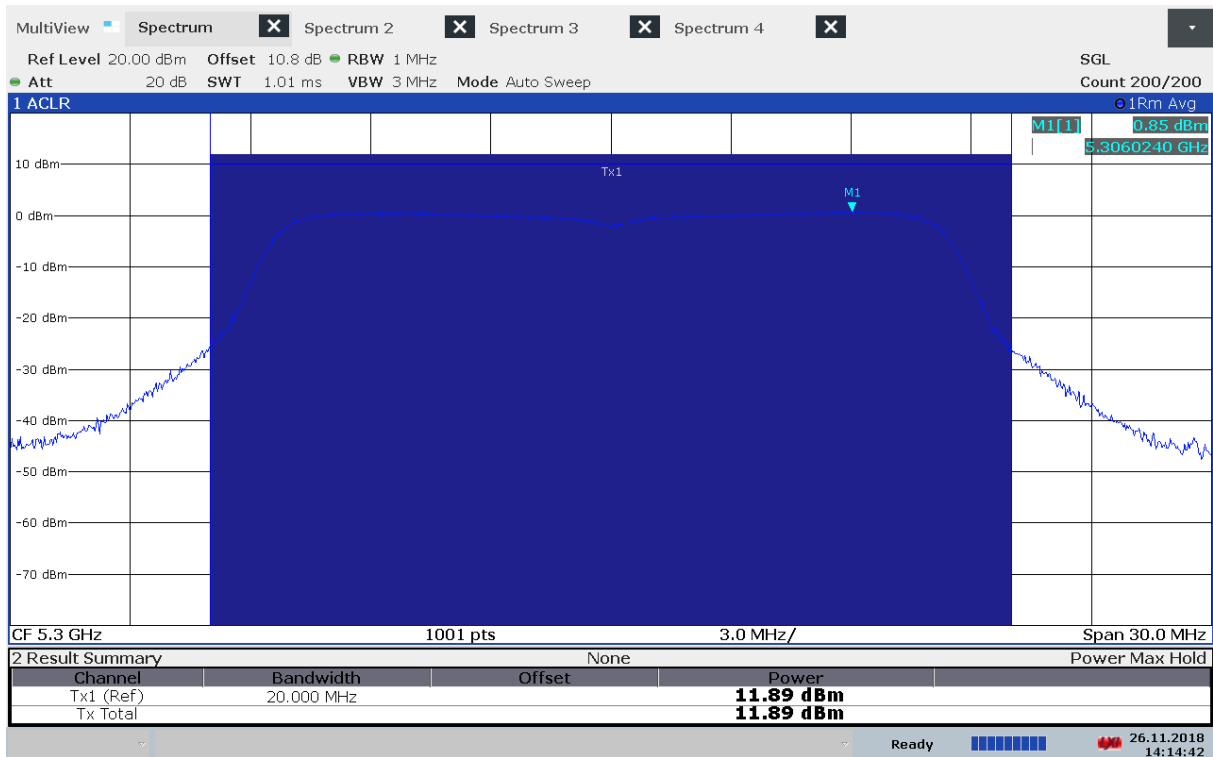 MultiView Spectrum Spectrum 2 Spectrum 3 Spectrum 4
Ref Level 20.00 dBm Offset 10.8 dB RBW 1 MHz SGL
Att 20 dB SWT 1.01 ms VBW 3 MHz Mode Auto Sweep Count 200/200
1 ACLR 1Rm Avg
M1[1] 0.85 dBm
5.3060240 GHz
10 dBm
Tx1
M1
0 dBm
-10 dBm
-20 dBm
-30 dBm
-40 dBm
-50 dBm
-60 dBm
-70 dBm
CF 5.3 GHz 1001 pts 3.0 MHz/ Span 30.0 MHz
2 Result Summary None Power Max Hold
Channel Bandwidth Offset Power
Tx1 (Ref) 20.000 MHz 11.89 dBm
Tx Total 11.89 dBm
Ready 26.11.2018
14:14:42